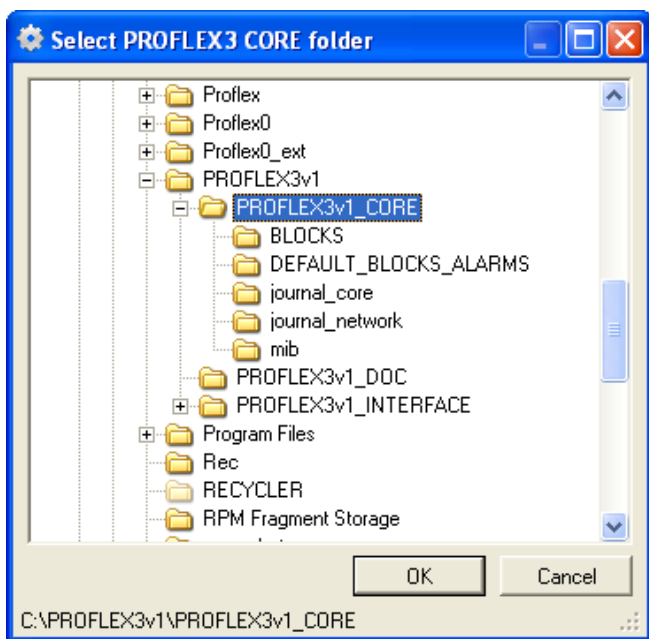 Select PROFLEX3 CORE folder
Proflex
Proflex0
Proflex0_ext
PROFLEX3v1
PROFLEX3v1_CORE
BLOCKS
DEFAULT_BLOCKS_ALARMS
journal_core
journal_network
mib
PROFLEX3v1_DOC
PROFLEX3v1_INTERFACE
Program Files
Rec
RECYCLER
RPM Fragment Storage
OK Cancel
C:\PROFLEX3v1\PROFLEX3v1_CORE